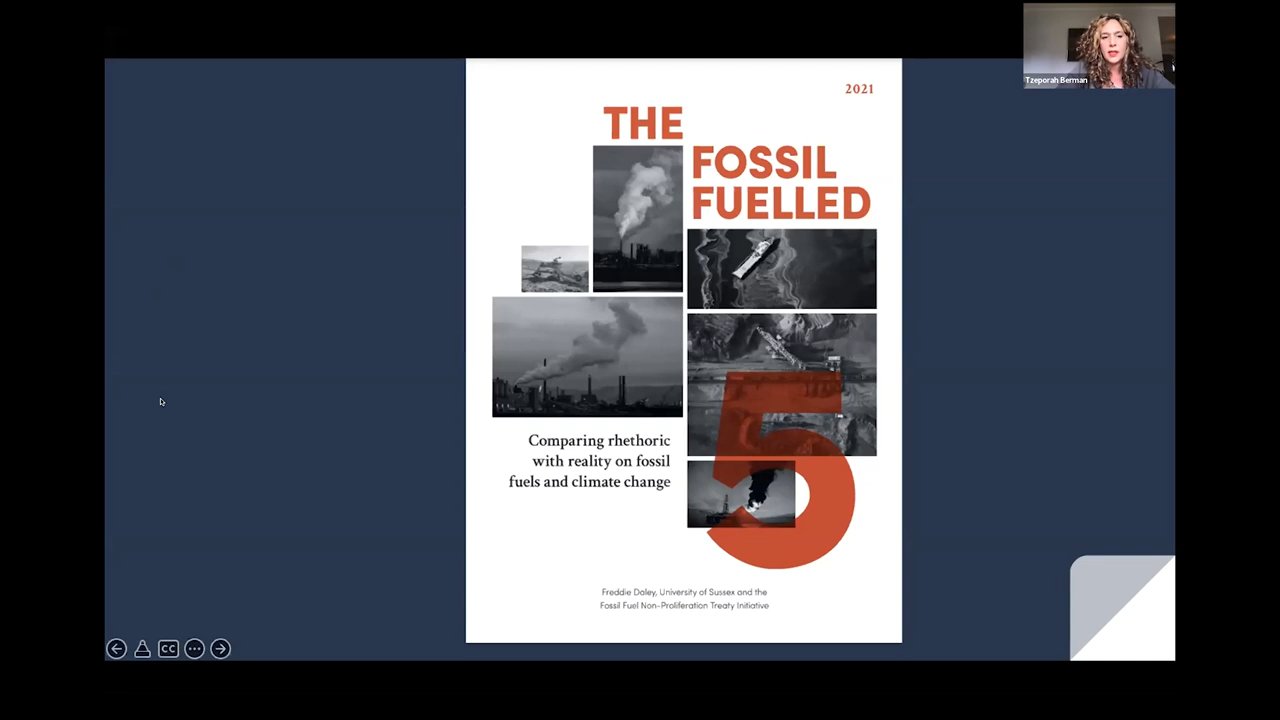 Tzeporah Berman
2021
THE
FOSSIL
FUELLED
5
Comparing rhethoric
with reality on fossil
fuels and climate change
Freddie Daley, University of Sussex and the
Fossil Fuel Non-Proliferation Treaty Initiative
CC